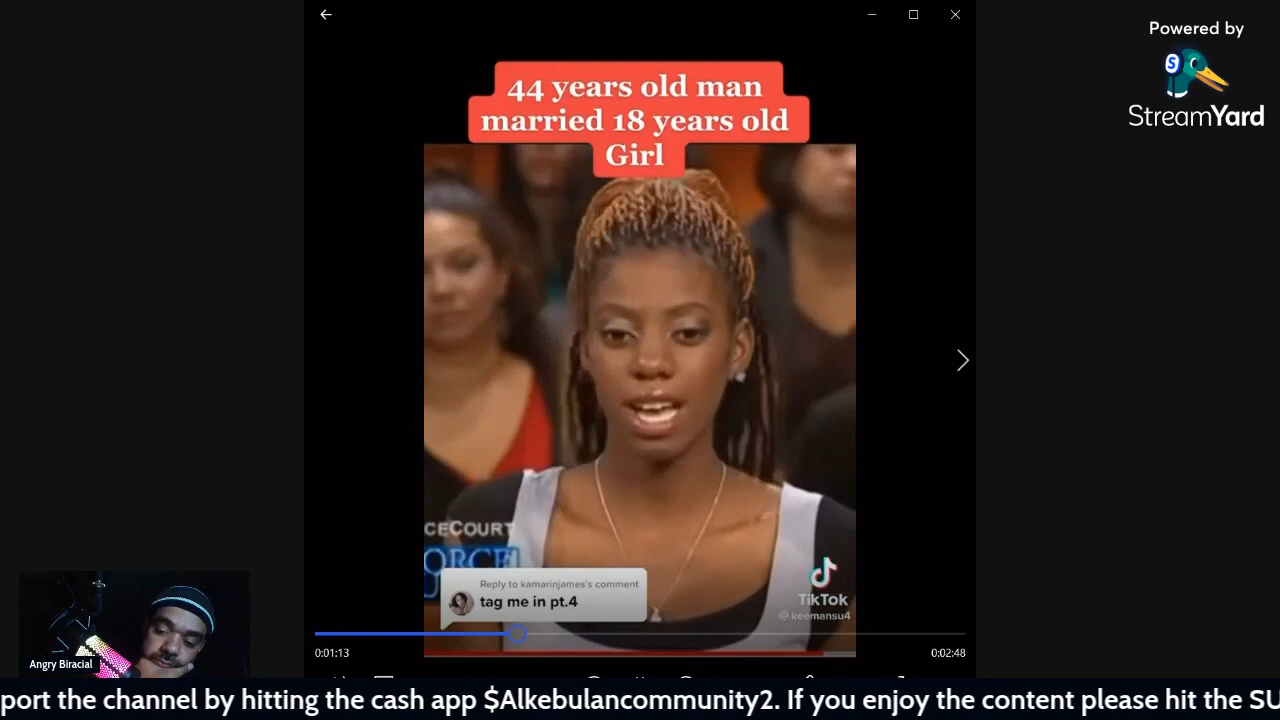 Powered by
StreamYard
44 years old man
married 18 years old
Girl
CECOURT
ORCE
Reply to kamarinjames's comment
tag me in pt.4
TikTok
@keemansu4
0:01:13
0:02:48
Angry Biracial
port the channel by hitting the cash app $Alkebulancommunity2. If you enjoy the content please hit the SU